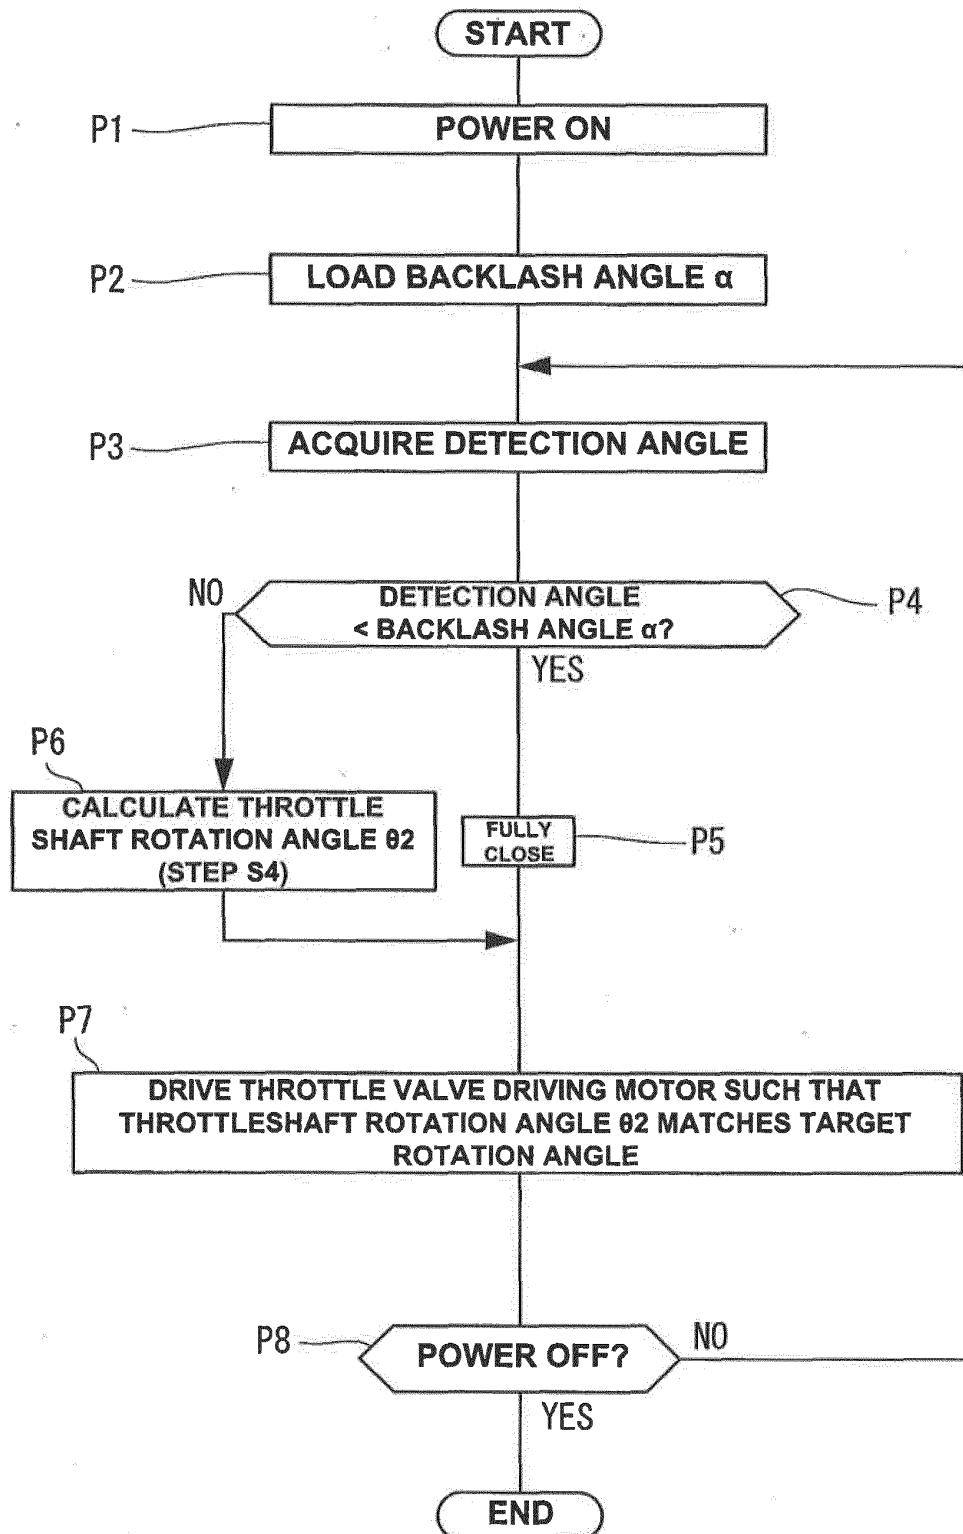 START
P1
POWER ON
P2
LOAD BACKLASH ANGLE α
P3
ACQUIRE DETECTION ANGLE
NO
DETECTION ANGLE
< BACKLASH ANGLE α?
P4
YES
P6
CALCULATE THROTTLE
SHAFT ROTATION ANGLE θ2
(STEP S4)
FULLY
CLOSE
P5
P7
DRIVE THROTTLE VALVE DRIVING MOTOR SUCH THAT
THROTTLESHAFT ROTATION ANGLE θ2 MATCHES TARGET
ROTATION ANGLE
P8
POWER OFF?
NO
YES
END